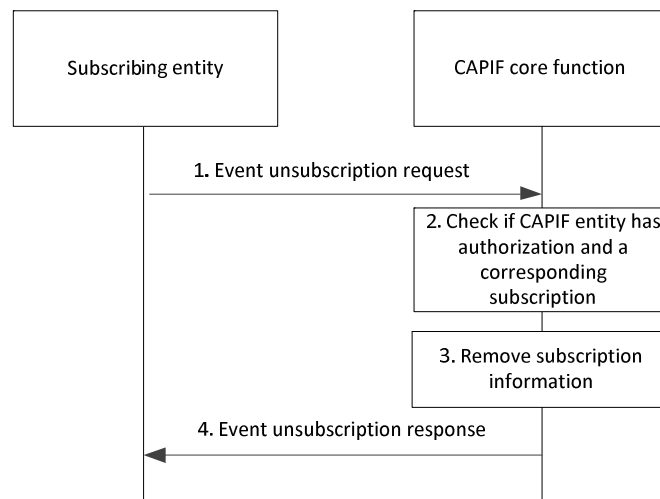 Subscribing entity
CAPIF core function
1. Event unsubscription request
2. Check if CAPIF entity has
authorization and a
corresponding
subscription
3. Remove subscription
information
4. Event unsubscription response